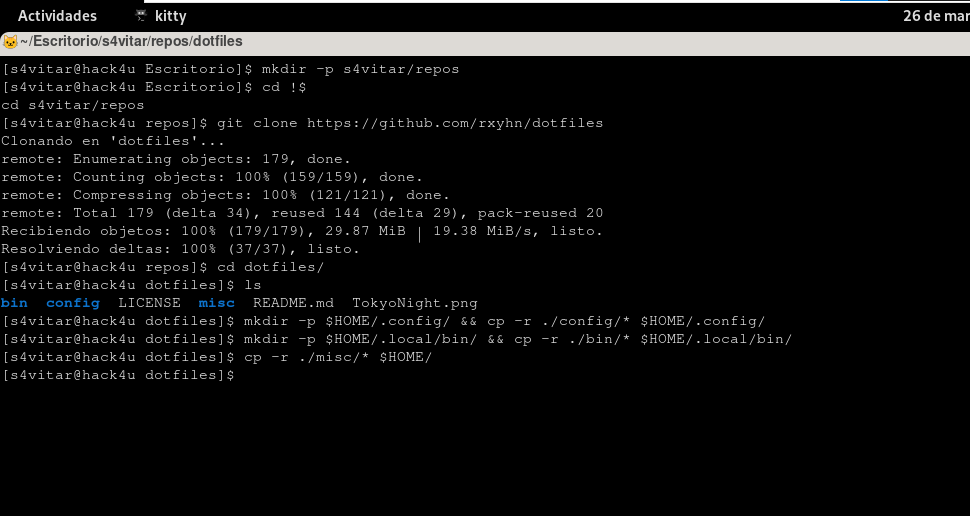 Actividades kitty 26 de mar
~/Escritorio/s4vitar/repos/dotfiles
[s4vitar@hack4u Escritorio]$ mkdir -p s4vitar/repos
[s4vitar@hack4u Escritorio]$ cd !$
cd s4vitar/repos
[s4vitar@hack4u repos]$ git clone https://github.com/rxyhn/dotfiles
Clonando en 'dotfiles'...
remote: Enumerating objects: 179, done.
remote: Counting objects: 100% (159/159), done.
remote: Compressing objects: 100% (121/121), done.
remote: Total 179 (delta 34), reused 144 (delta 29), pack-reused 20
Recibiendo objetos: 100% (179/179), 29.87 MiB | 19.38 MiB/s, listo.
Resolviendo deltas: 100% (37/37), listo.
[s4vitar@hack4u repos]$ cd dotfiles/
[s4vitar@hack4u dotfiles]$ ls
bin config LICENSE misc README.md TokyoNight.png
[s4vitar@hack4u dotfiles]$ mkdir -p $HOME/.config/ && cp -r ./config/* $HOME/.config/
[s4vitar@hack4u dotfiles]$ mkdir -p $HOME/.local/bin/ && cp -r ./bin/* $HOME/.local/bin/
[s4vitar@hack4u dotfiles]$ cp -r ./misc/* $HOME/
[s4vitar@hack4u dotfiles]$